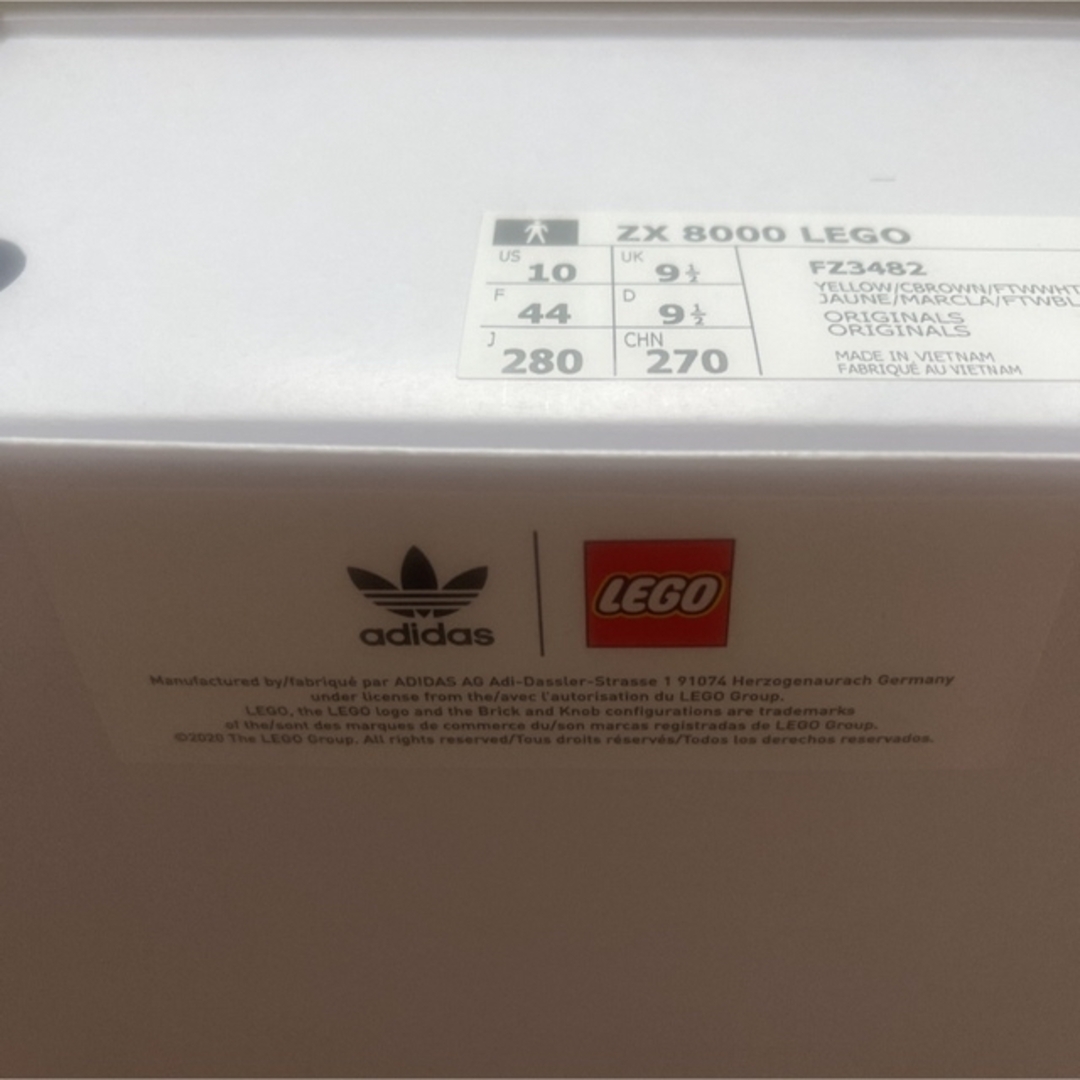 ZX 8000 LEGO
US 10 UK 9½
F 44 D 9½
J 280 CHN 270
FZ3482
YELLOW/CBROWN/FTWWHT
JAUNE/MARCLA/FTWBL
ORIGINALS
ORIGINALS
MADE IN VIETNAM
FABRIQUÉ AU VIETNAM
adidas
LEGO
Manufactured by/fabriqué par ADIDAS AG Adi-Dassler-Strasse 1 91074 Herzogenaurach Germany
under license from the/avec l'autorisation du LEGO Group.
LEGO, the LEGO logo and the Brick and Knob configurations are trademarks
of the/sont des marques de commerce du/son marcas registradas de LEGO Group.
©2020 The LEGO Group. All rights reserved/Tous droits réservés/Todos los derechos reservados.